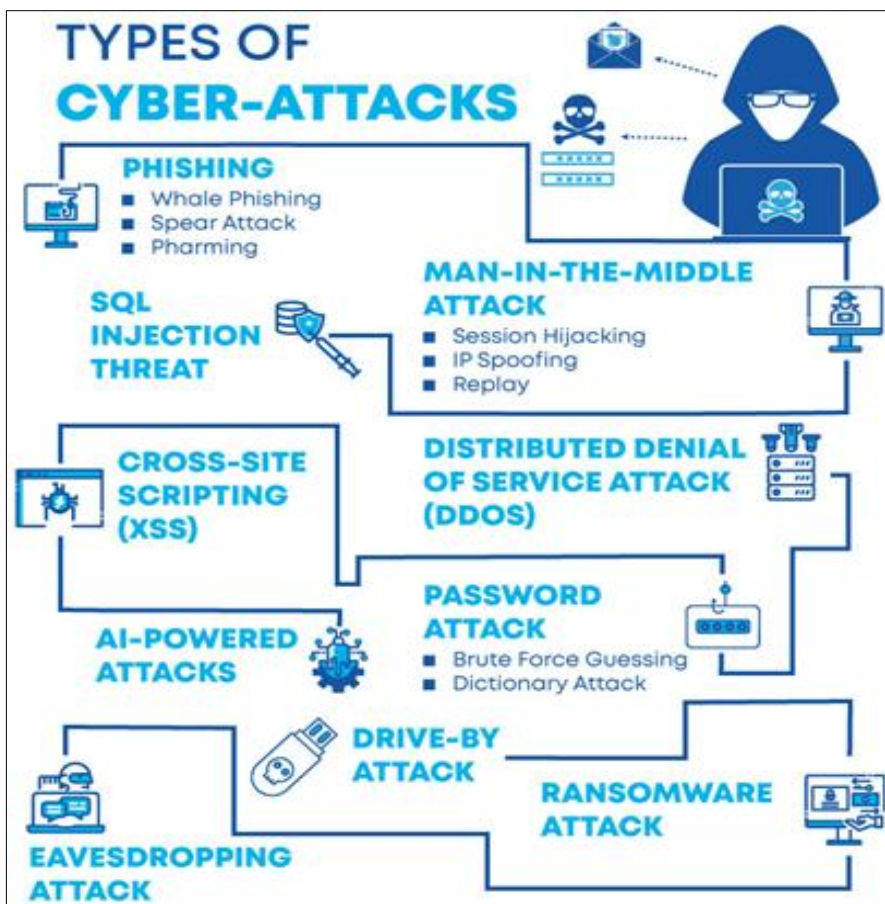 TYPES OF
CYBER-ATTACKS
PHISHING
■ Whale Phishing
■ Spear Attack
■ Pharming
MAN-IN-THE-MIDDLE
ATTACK
■ Session Hijacking
■ IP Spoofing
■ Replay
SQL
INJECTION
THREAT
CROSS-SITE
SCRIPTING
(XSS)
DISTRIBUTED DENIAL
OF SERVICE ATTACK
(DDOS)
AI-POWERED
ATTACKS
PASSWORD
ATTACK
■ Brute Force Guessing
■ Dictionary Attack
DRIVE-BY
ATTACK
RANSOMWARE
ATTACK
EAVESDROPPING
ATTACK